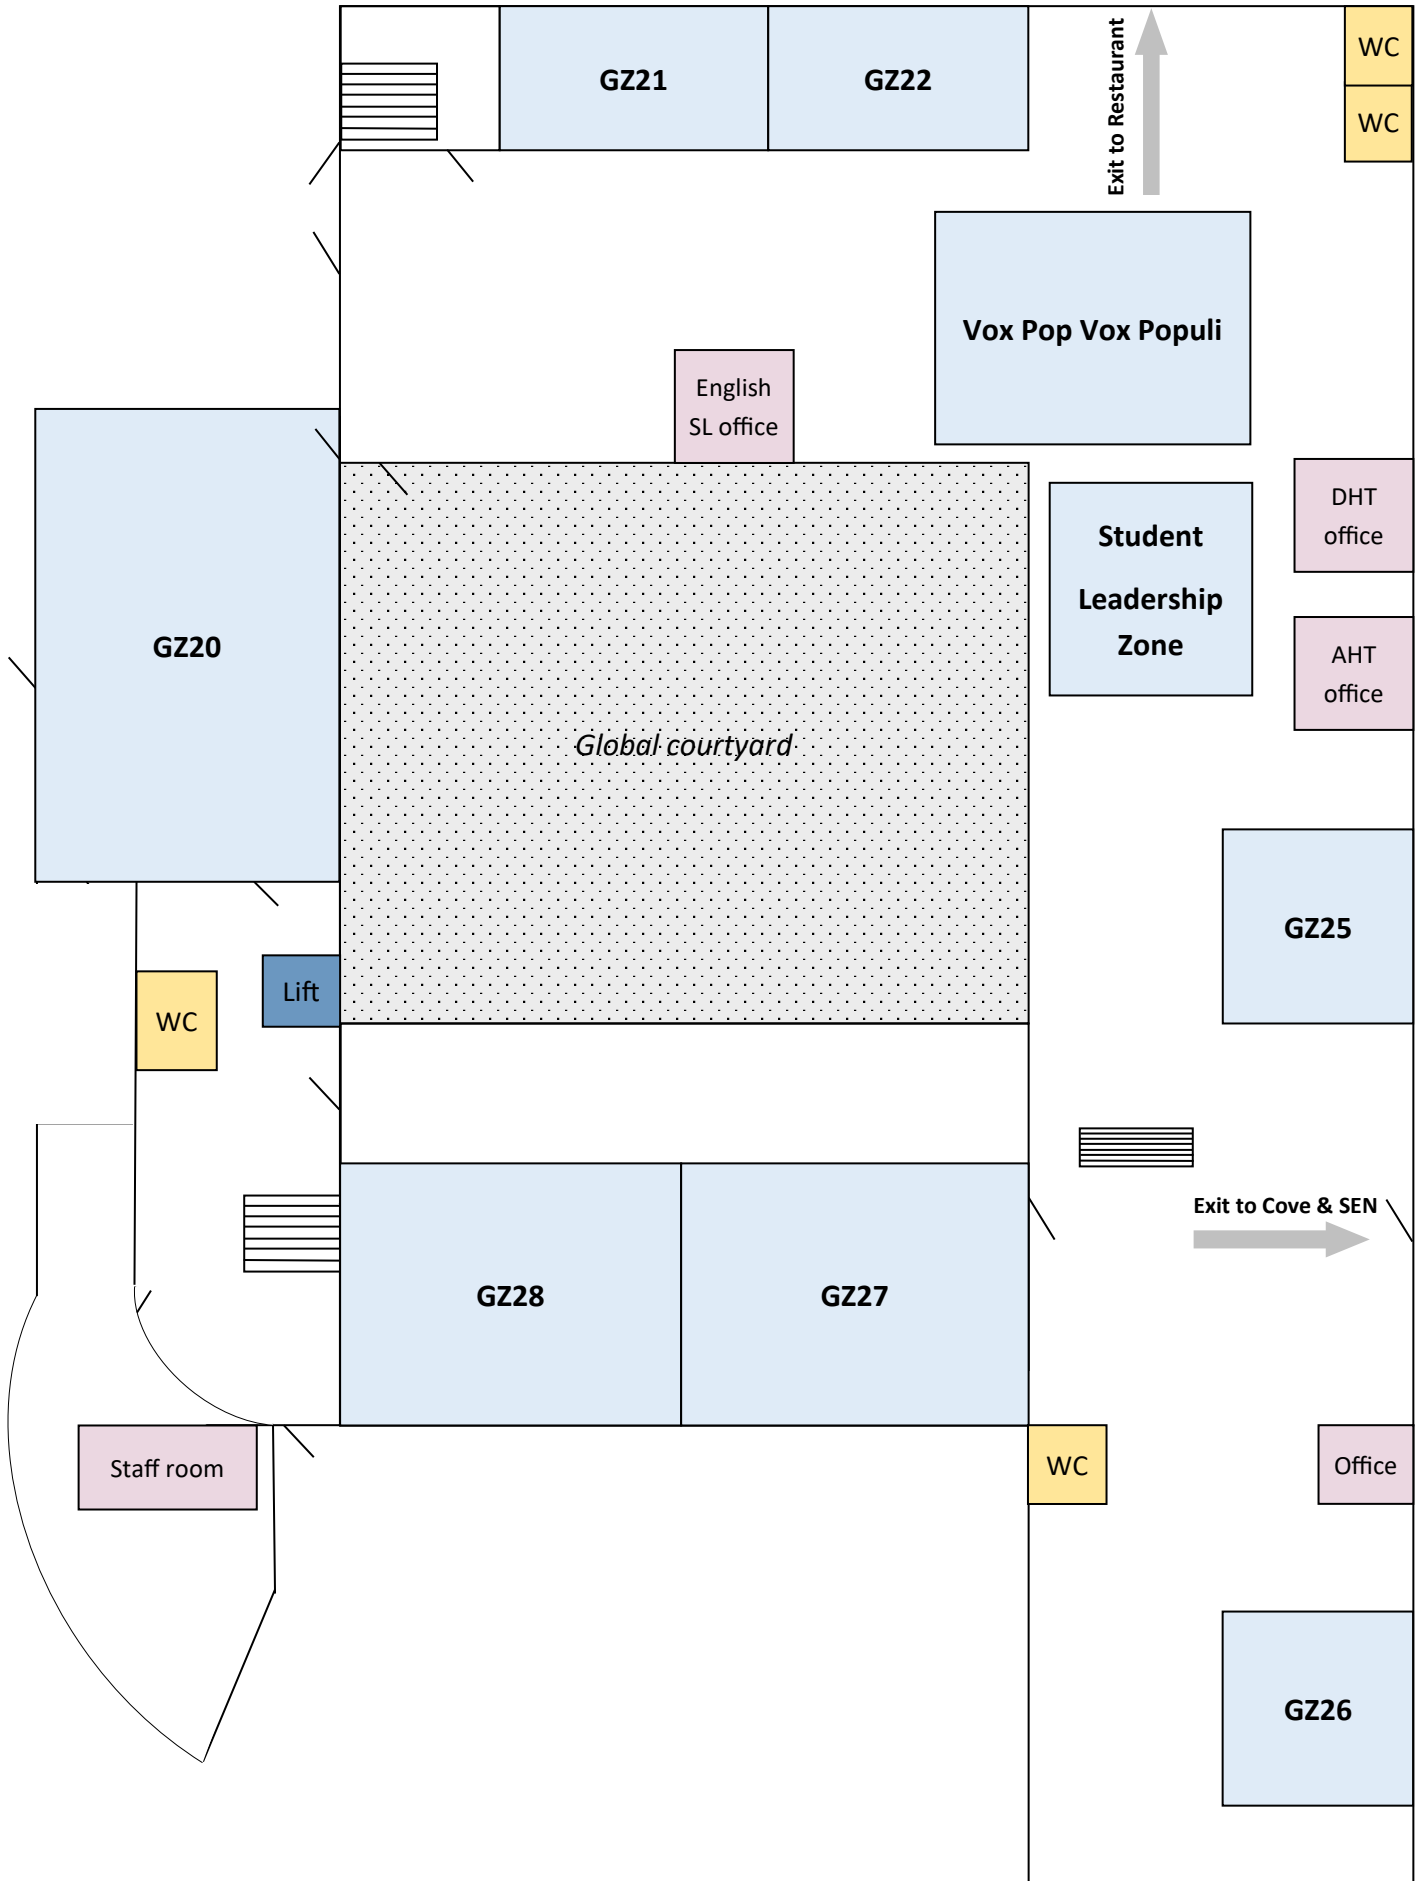 GZ21
GZ22
Exit to Restaurant
WC
WC
Vox Pop Vox Populi
English
SL office
DHT
office
Student
Leadership
Zone
AHT
office
GZ20
Global courtyard
GZ25
Lift
WC
Exit to Cove & SEN
GZ28
GZ27
Staff room
WC
Office
GZ26